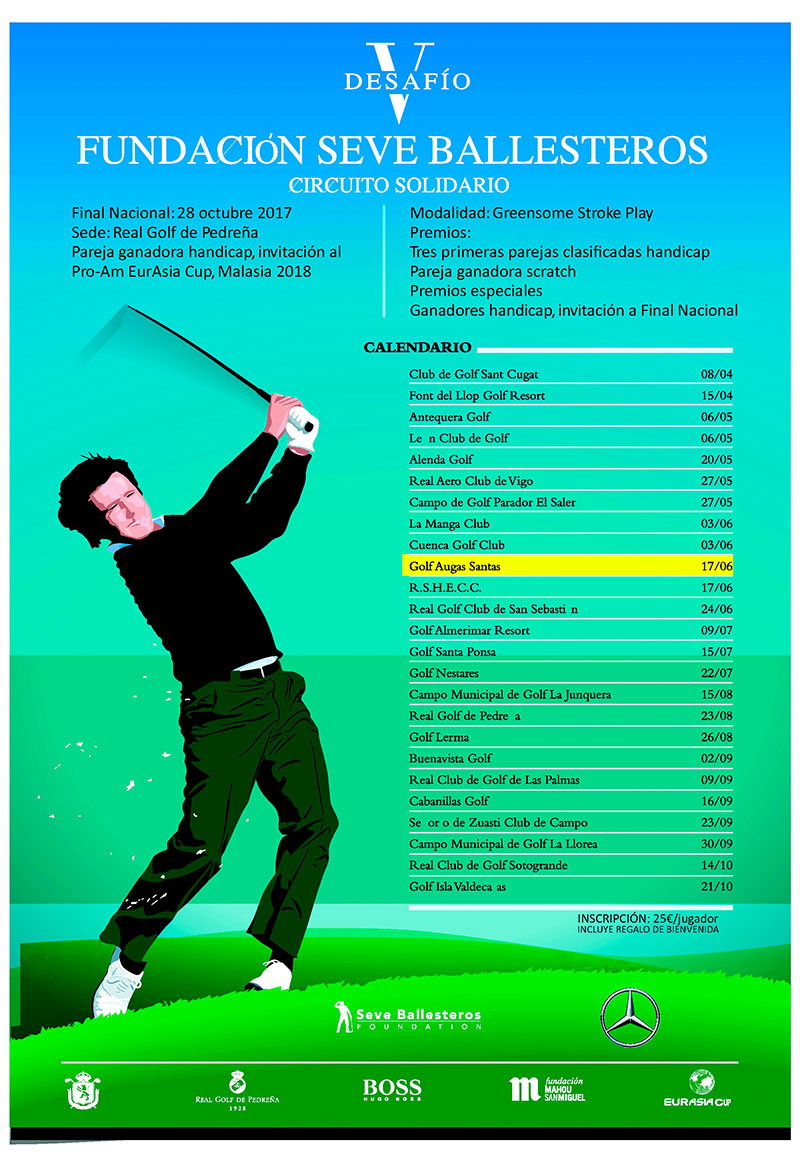 V
DESAFÍO
FUNDACIÓN SEVE BALLESTEROS
CIRCUITO SOLIDARIO
Final Nacional: 28 octubre 2017
Sede: Real Golf de Pedreña
Pareja ganadora handicap, invitación al
Pro-Am EurAsia Cup, Malasia 2018
Modalidad: Greensome Stroke Play
Premios:
Tres primeras parejas clasificadas handicap
Pareja ganadora scratch
Premios especiales
Ganadores handicap, invitación a Final Nacional
CALENDARIO
Club de Golf Sant Cugat 08/04
Font del Llop Golf Resort 15/04
Antequera Golf 06/05
Le n Club de Golf 06/05
Alenda Golf 20/05
Real Aero Club de Vigo 27/05
Campo de Golf Parador El Saler 27/05
La Manga Club 03/06
Cuenca Golf Club 03/06
Golf Augas Santas 17/06
R.S.H.E.C.C. 17/06
Real Golf Club de San Sebasti n 24/06
Golf Almerimar Resort 09/07
Golf Santa Ponsa 15/07
Golf Nestares 22/07
Campo Municipal de Golf La Junquera 15/08
Real Golf de Pedre a 23/08
Golf Lerma 26/08
Buenavista Golf 02/09
Real Club de Golf de Las Palmas 09/09
Cabanillas Golf 16/09
Se or o de Zuasti Club de Campo 23/09
Campo Municipal de Golf La Llorea 30/09
Real Club de Golf Sotogrande 14/10
Golf Isla Valdeca as 21/10
INSCRIPCIÓN: 25€/jugador
INCLUYE REGALO DE BIENVENIDA
Seve Ballesteros
FOUNDATION
REAL GOLF DE PEDREÑA
1928
BOSS
HUGO BOSS
m fundación
MAHOU
SANMIGUEL
EURASIA CUP